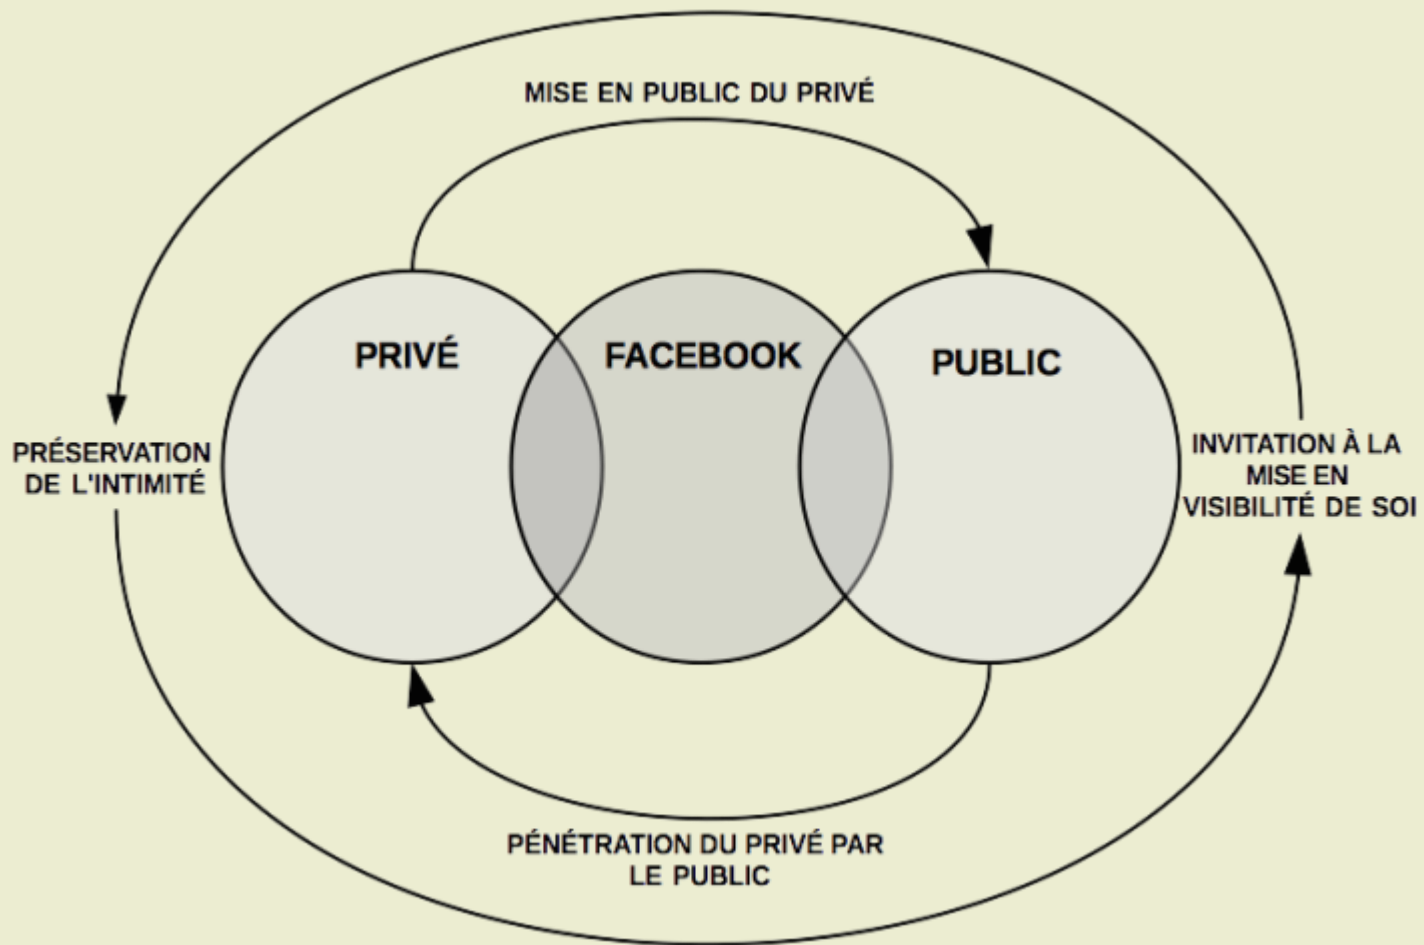 MISE EN PUBLIC DU PRIVÉ
PRIVÉ
FACEBOOK
PUBLIC
PRÉSERVATION
DE L'INTIMITÉ
INVITATION À LA
MISE EN
VISIBILITÉ DE SOI
PÉNÉTRATION DU PRIVÉ PAR
LE PUBLIC